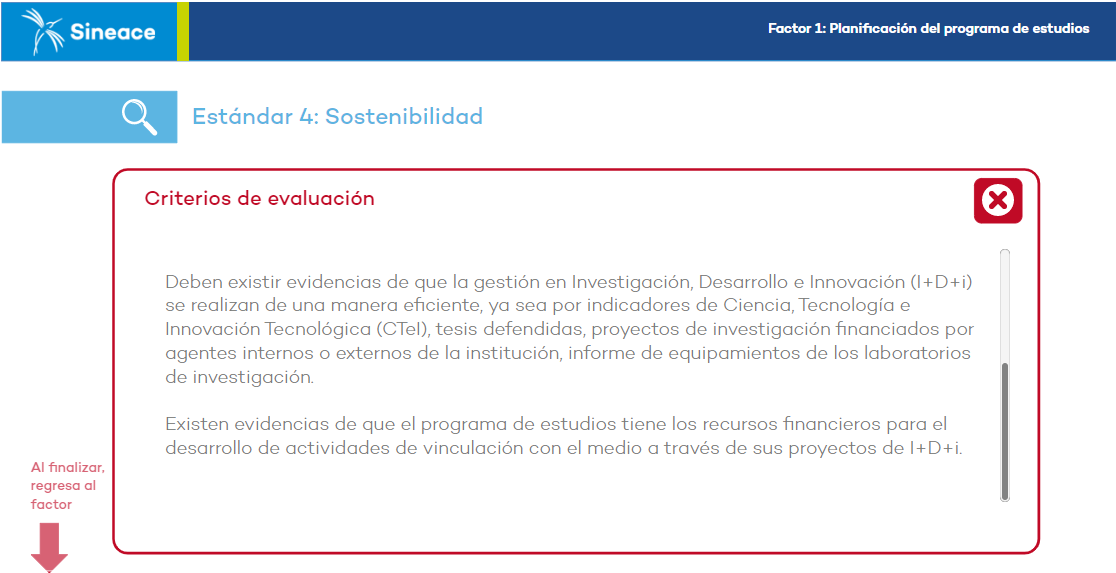 Sineace
Factor 1: Planificación del programa de estudios
Estándar 4: Sostenibilidad
Criterios de evaluación
Deben existir evidencias de que la gestión en Investigación, Desarrollo e Innovación (I+D+i)
se realizan de una manera eficiente, ya sea por indicadores de Ciencia, Tecnología e
Innovación Tecnológica (CTeI), tesis defendidas, proyectos de investigación financiados por
agentes internos o externos de la institución, informe de equipamientos de los laboratorios
de investigación.
Existen evidencias de que el programa de estudios tiene los recursos financieros para el
desarrollo de actividades de vinculación con el medio a través de sus proyectos de I+D+i.
Al finalizar,
regresa al
factor